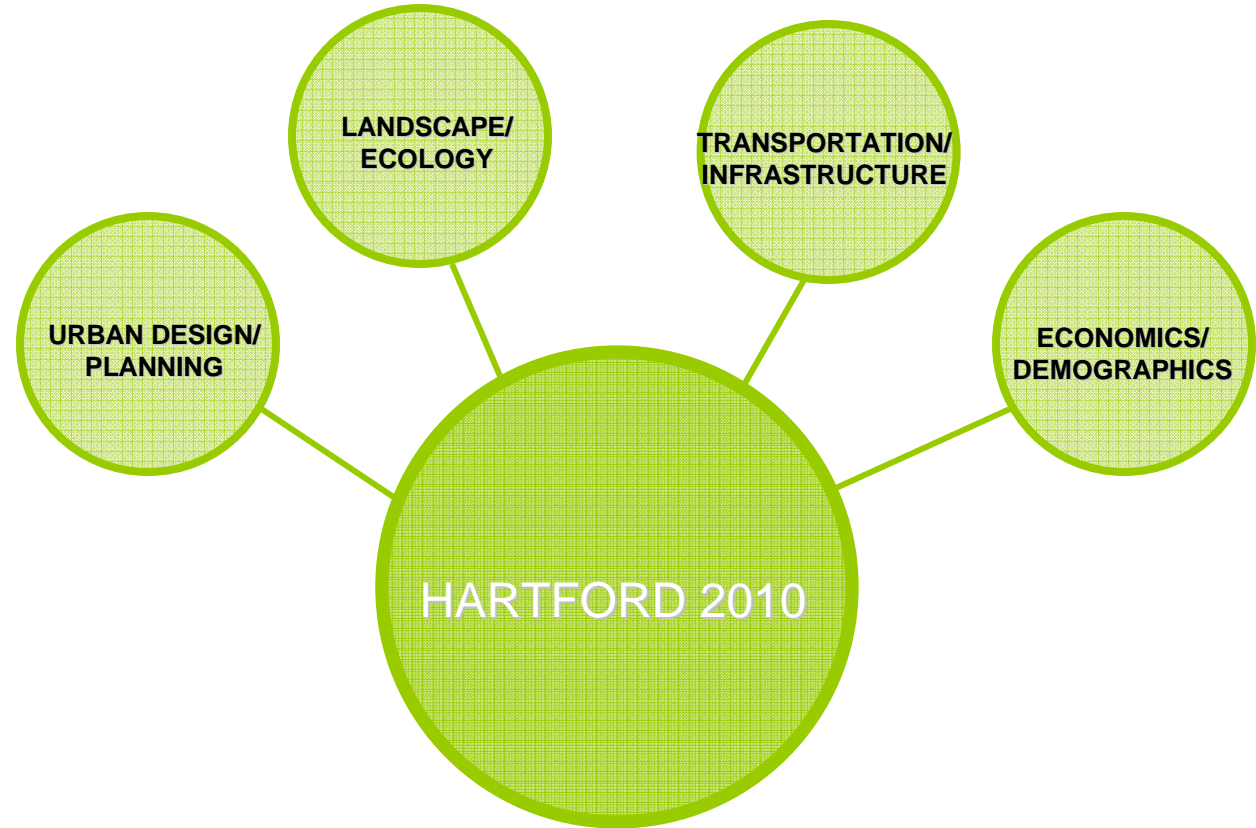 LANDSCAPE/
ECOLOGY
TRANSPORTATION/
INFRASTRUCTURE
URBAN DESIGN/
PLANNING
ECONOMICS/
DEMOGRAPHICS
HARTFORD 2010